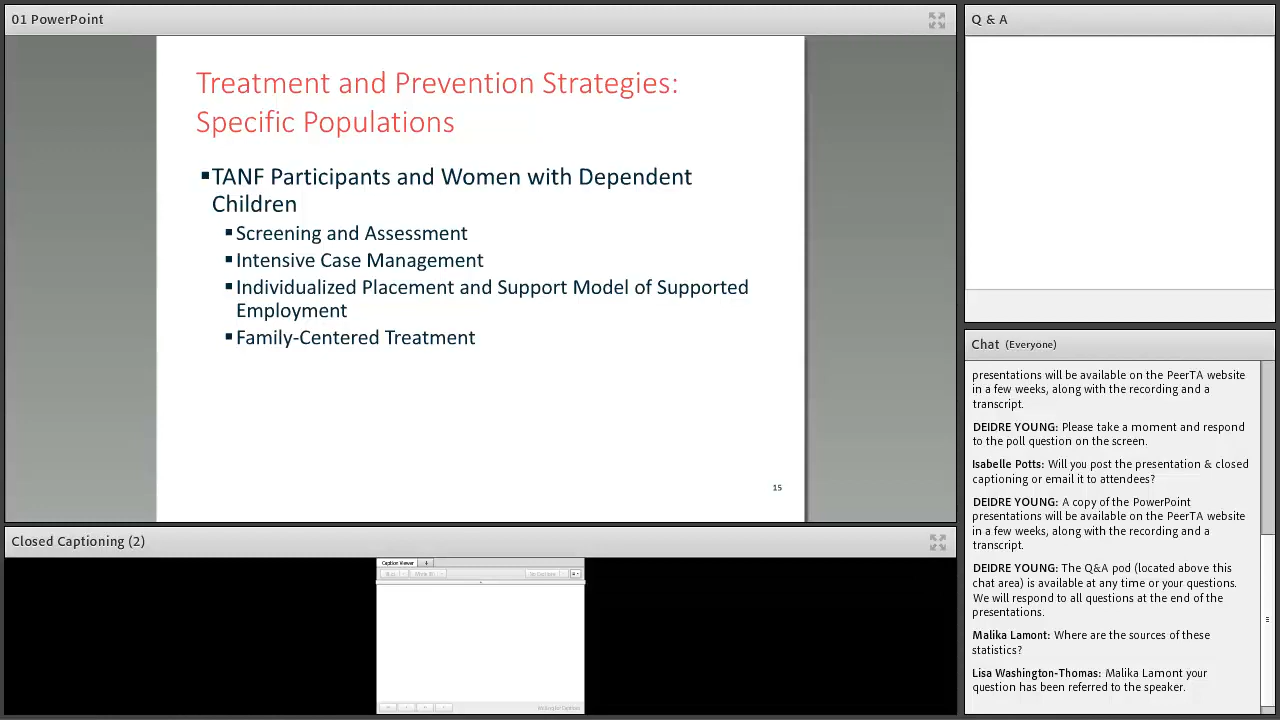 01 PowerPoint
Treatment and Prevention Strategies:
Specific Populations
▪TANF Participants and Women with Dependent
Children
▪Screening and Assessment
▪Intensive Case Management
▪Individualized Placement and Support Model of Supported
Employment
▪Family-Centered Treatment
15
Closed Captioning (2)
Caption Viewer
Q & A
Chat (Everyone)
presentations will be available on the PeerTA website
in a few weeks, along with the recording and a
transcript.
DEIDRE YOUNG: Please take a moment and respond
to the poll question on the screen.
Isabelle Potts: Will you post the presentation & closed
captioning or email it to attendees?
DEIDRE YOUNG: A copy of the PowerPoint
presentations will be available on the PeerTA website
in a few weeks, along with the recording and a
transcript.
DEIDRE YOUNG: The Q&A pod (located above this
chat area) is available at any time or your questions.
We will respond to all questions at the end of the
presentations.
Malika Lamont: Where are the sources of these
statistics?
Lisa Washington-Thomas: Malika Lamont your
question has been referred to the speaker.